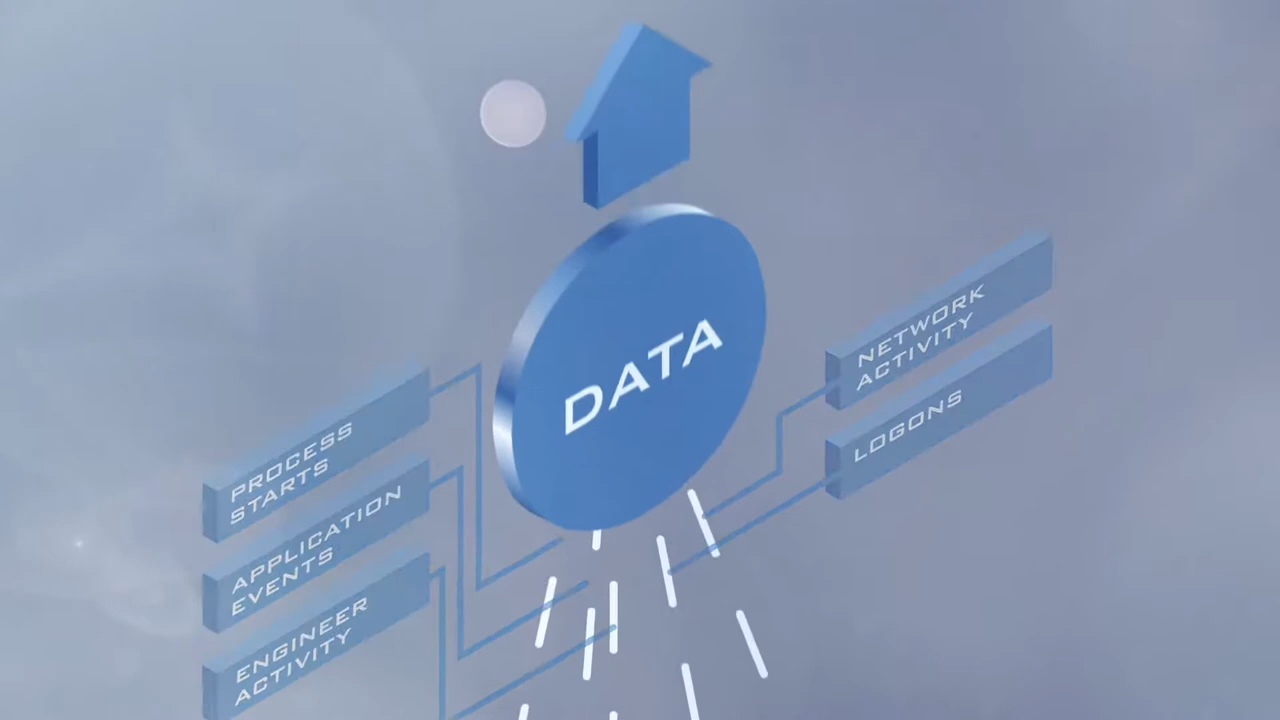 DATA
PROCESS
STARTS
APPLICATION
EVENTS
ENGINEER
ACTIVITY
NETWORK
ACTIVITY
LOGONS